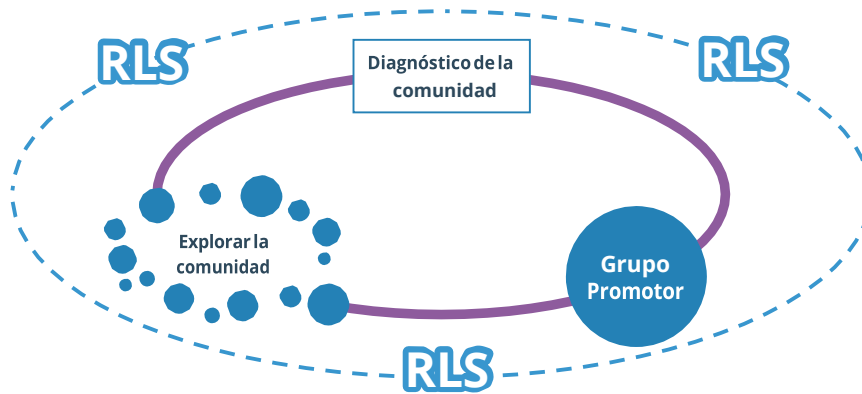 RLS
RLS
Diagnóstico de la
comunidad
Explorar la
comunidad
Grupo
Promotor
RLS